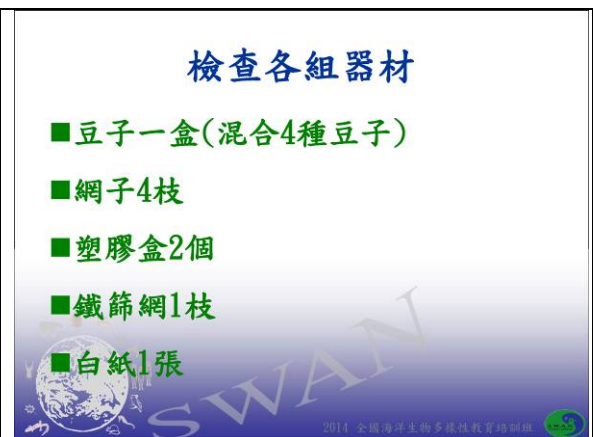 檢查各組器材
■豆子一盒(混合4種豆子)
■網子4枝
■塑膠盒2個
■鐵篩網1枝
■白紙1張
SWAN
2014 全國海洋生物多樣性教育培訓班